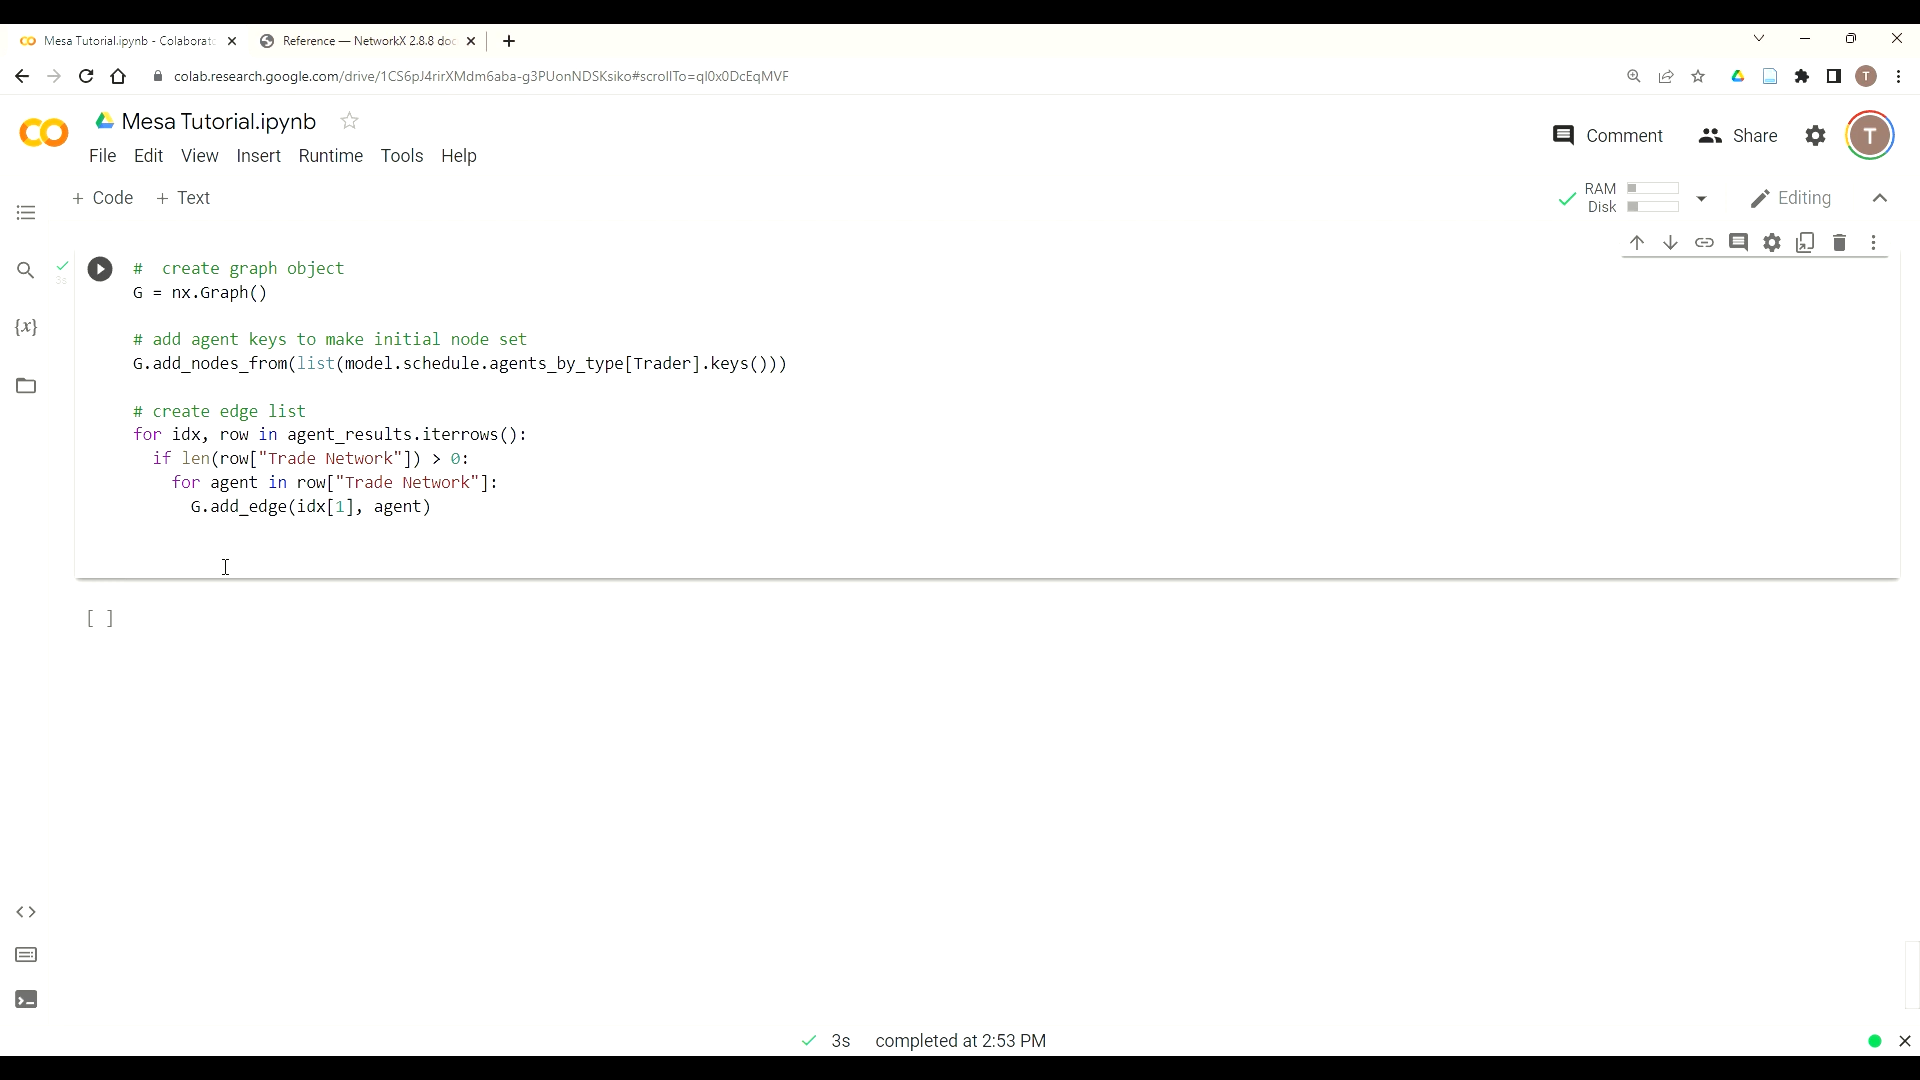 Mesa Tutorial.ipynb - Colaborato
Reference — NetworkX 2.8.8 doc
colab.research.google.com/drive/1CS6pJ4rirXMdm6aba-g3PUonNDSKsiko#scrollTo=ql0x0DcEqMVF
T
CO
Mesa Tutorial.ipynb
File Edit View Insert Runtime Tools Help
Comment
Share
T
+ Code + Text
RAM
Disk
Editing
{x}
3s
# create graph object
G = nx.Graph()
# add agent keys to make initial node set
G.add_nodes_from(list(model.schedule.agents_by_type[Trader].keys()))
# create edge list
for idx, row in agent_results.iterrows():
if len(row["Trade Network"]) > 0:
for agent in row["Trade Network"]:
G.add_edge(idx[1], agent)
[ ]
3s completed at 2:53 PM